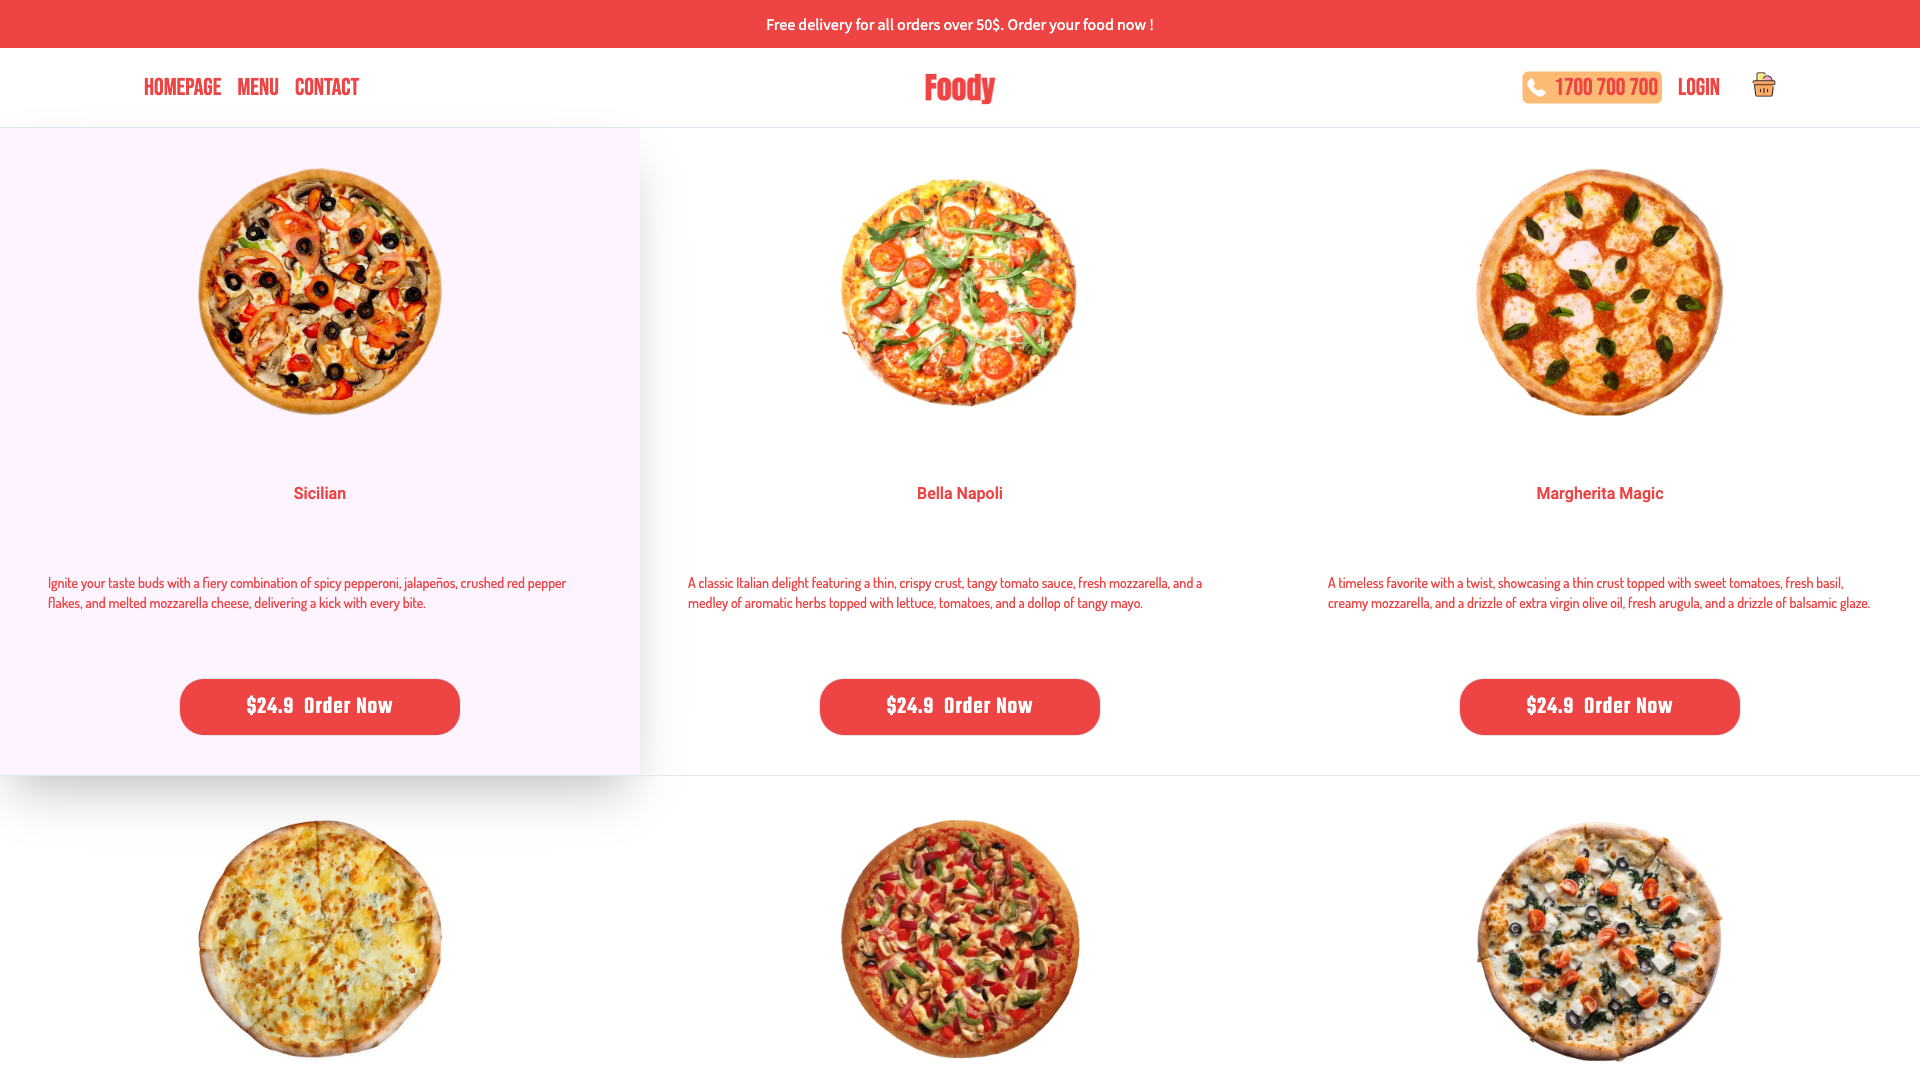 Free delivery for all orders over 50$. Order your food now !
HOMEPAGE MENU CONTACT
Foody
1700 700 700
LOGIN
Sicilian
Ignite your taste buds with a fiery combination of spicy pepperoni, jalapeños, crushed red pepper
flakes, and melted mozzarella cheese, delivering a kick with every bite.
$24.9 Order Now
Bella Napoli
A classic Italian delight featuring a thin, crispy crust, tangy tomato sauce, fresh mozzarella, and a
medley of aromatic herbs topped with lettuce, tomatoes, and a dollop of tangy mayo.
$24.9 Order Now
Margherita Magic
A timeless favorite with a twist, showcasing a thin crust topped with sweet tomatoes, fresh basil,
creamy mozzarella, and a drizzle of extra virgin olive oil, fresh arugula, and a drizzle of balsamic glaze.
$24.9 Order Now